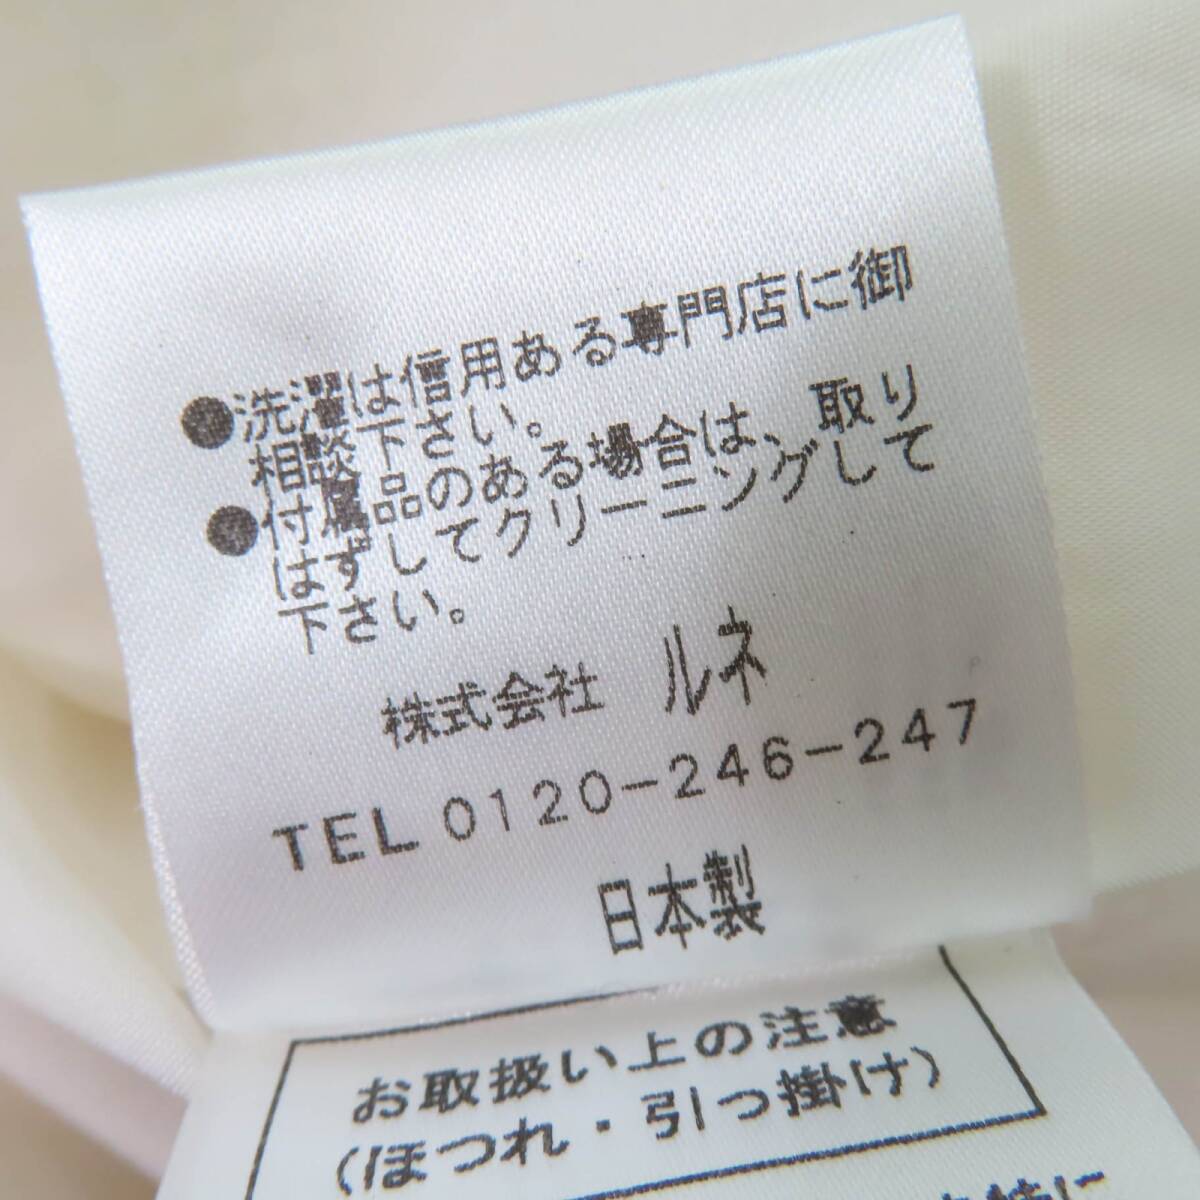 ●洗濯は信用ある専門店に御
相談下さい。
●付属品のある場合は、取り
はずしてクリーニングして
下さい。
株式会社 ルネ
TEL 0120-246-247
日本製
お取扱い上の注意
(ほつれ・引っ掛け)